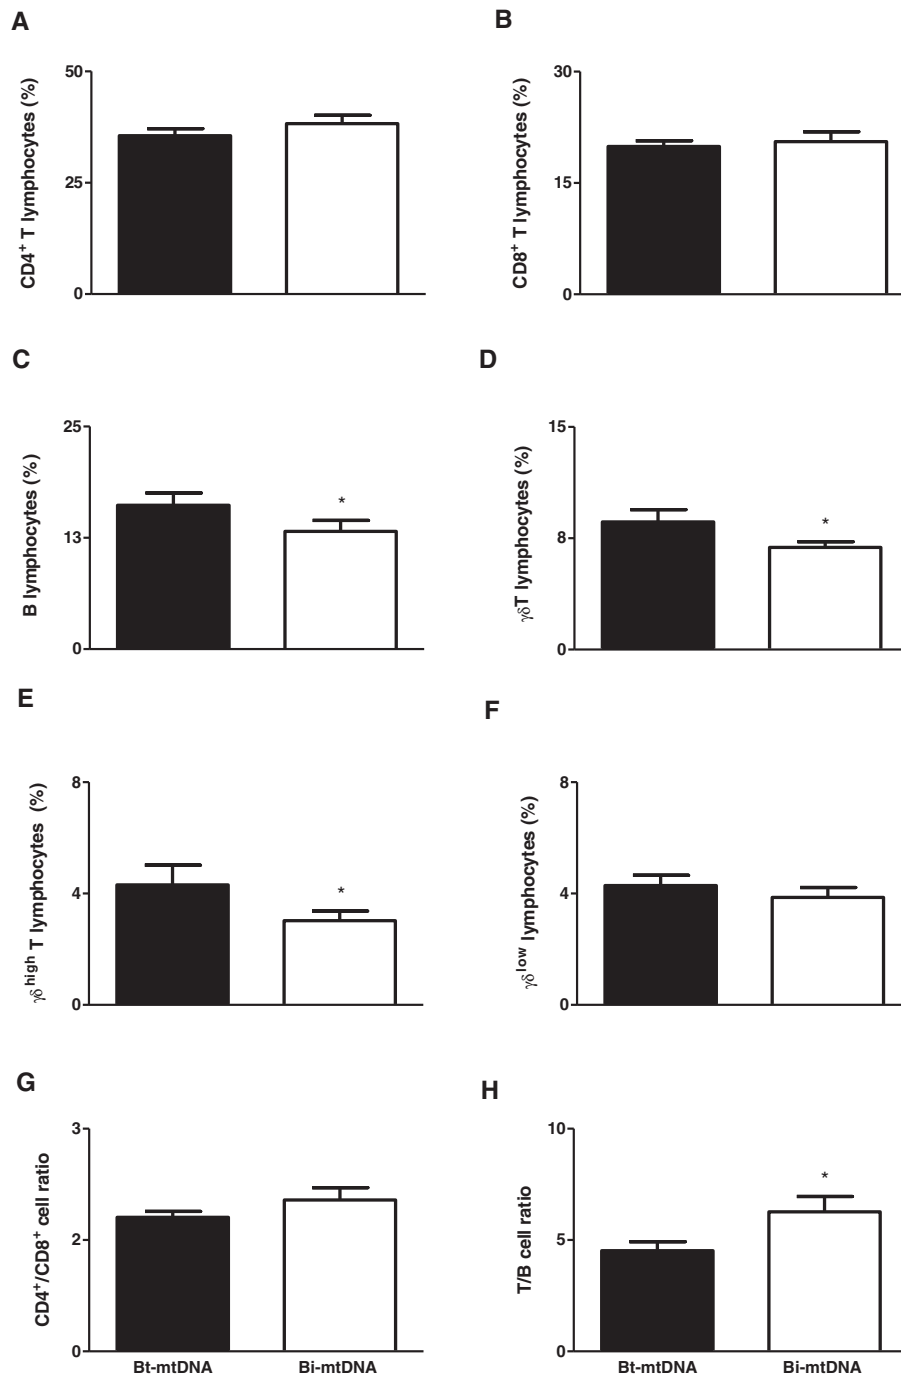 A
B
CD4+ T lymphocytes (%)
50
25
0
CD8+ T lymphocytes (%)
30
15
0
C
D
B lymphocytes (%)
25
13
0
*
γδT lymphocytes (%)
15
8
0
*
E
F
γδhigh T lymphocytes (%)
8
4
0
*
γδlow lymphocytes (%)
8
4
0
G
H
CD4+/CD8+ cell ratio
3
2
0
Bt-mtDNA
Bi-mtDNA
T/B cell ratio
10
5
0
*
Bt-mtDNA
Bi-mtDNA